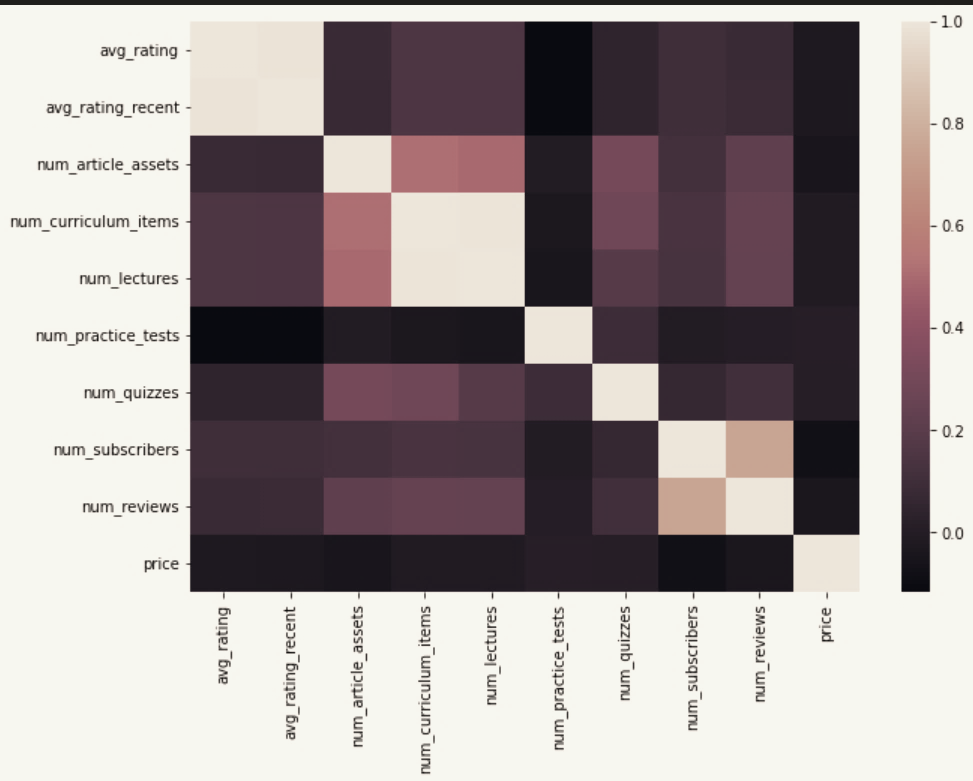 avg_rating
avg_rating_recent
num_article_assets
num_curriculum_items
num_lectures
num_practice_tests
num_quizzes
num_subscribers
num_reviews
price
avg_rating
avg_rating_recent
num_article_assets
num_curriculum_items
num_lectures
num_practice_tests
num_quizzes
num_subscribers
num_reviews
price
1.0
0.8
0.6
0.4
0.2
0.0